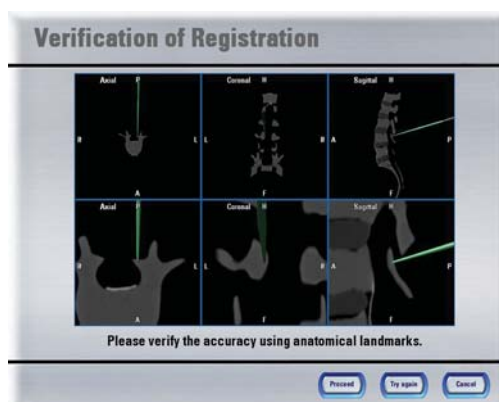 Verification of Registration
Axial P Coronal H Sagittal H
R L L R A P
A F F
Axial P Coronal H Sagittal H
R L L R A P
A F F
Please verify the accuracy using anatomical landmarks.
Proceed Try again Cancel